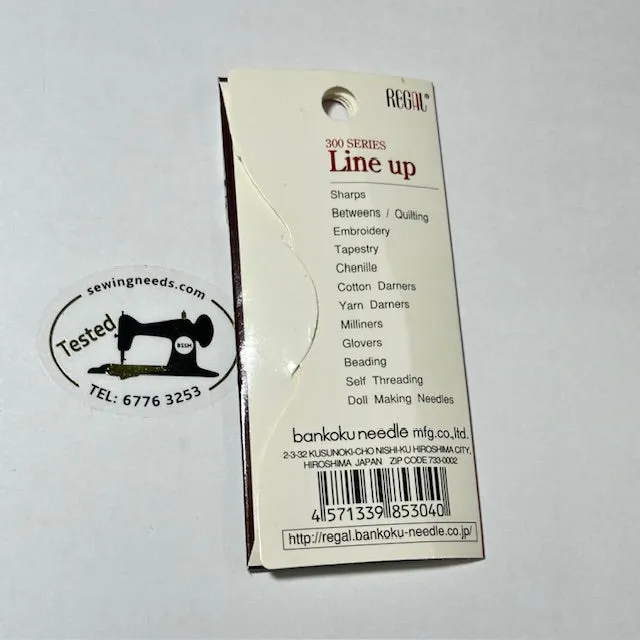 REGAL®
300 SERIES
Line up
Sharps
Betweens / Quilting
Embroidery
Tapestry
Chenille
Cotton Darners
Yarn Darners
Milliners
Glovers
Beading
Self Threading
Doll Making Needles
bankoku needle mfg.co.,ltd.
2-3-32 KUSUNOKI-CHO NISHI-KU HIROSHIMA CITY,
HIROSHIMA JAPAN ZIP CODE 733-0002
4 571339 853040
http://regal.bankoku-needle.co.jp/
sewingneeds.com
Tested
BSSM
TEL: 6776 3253